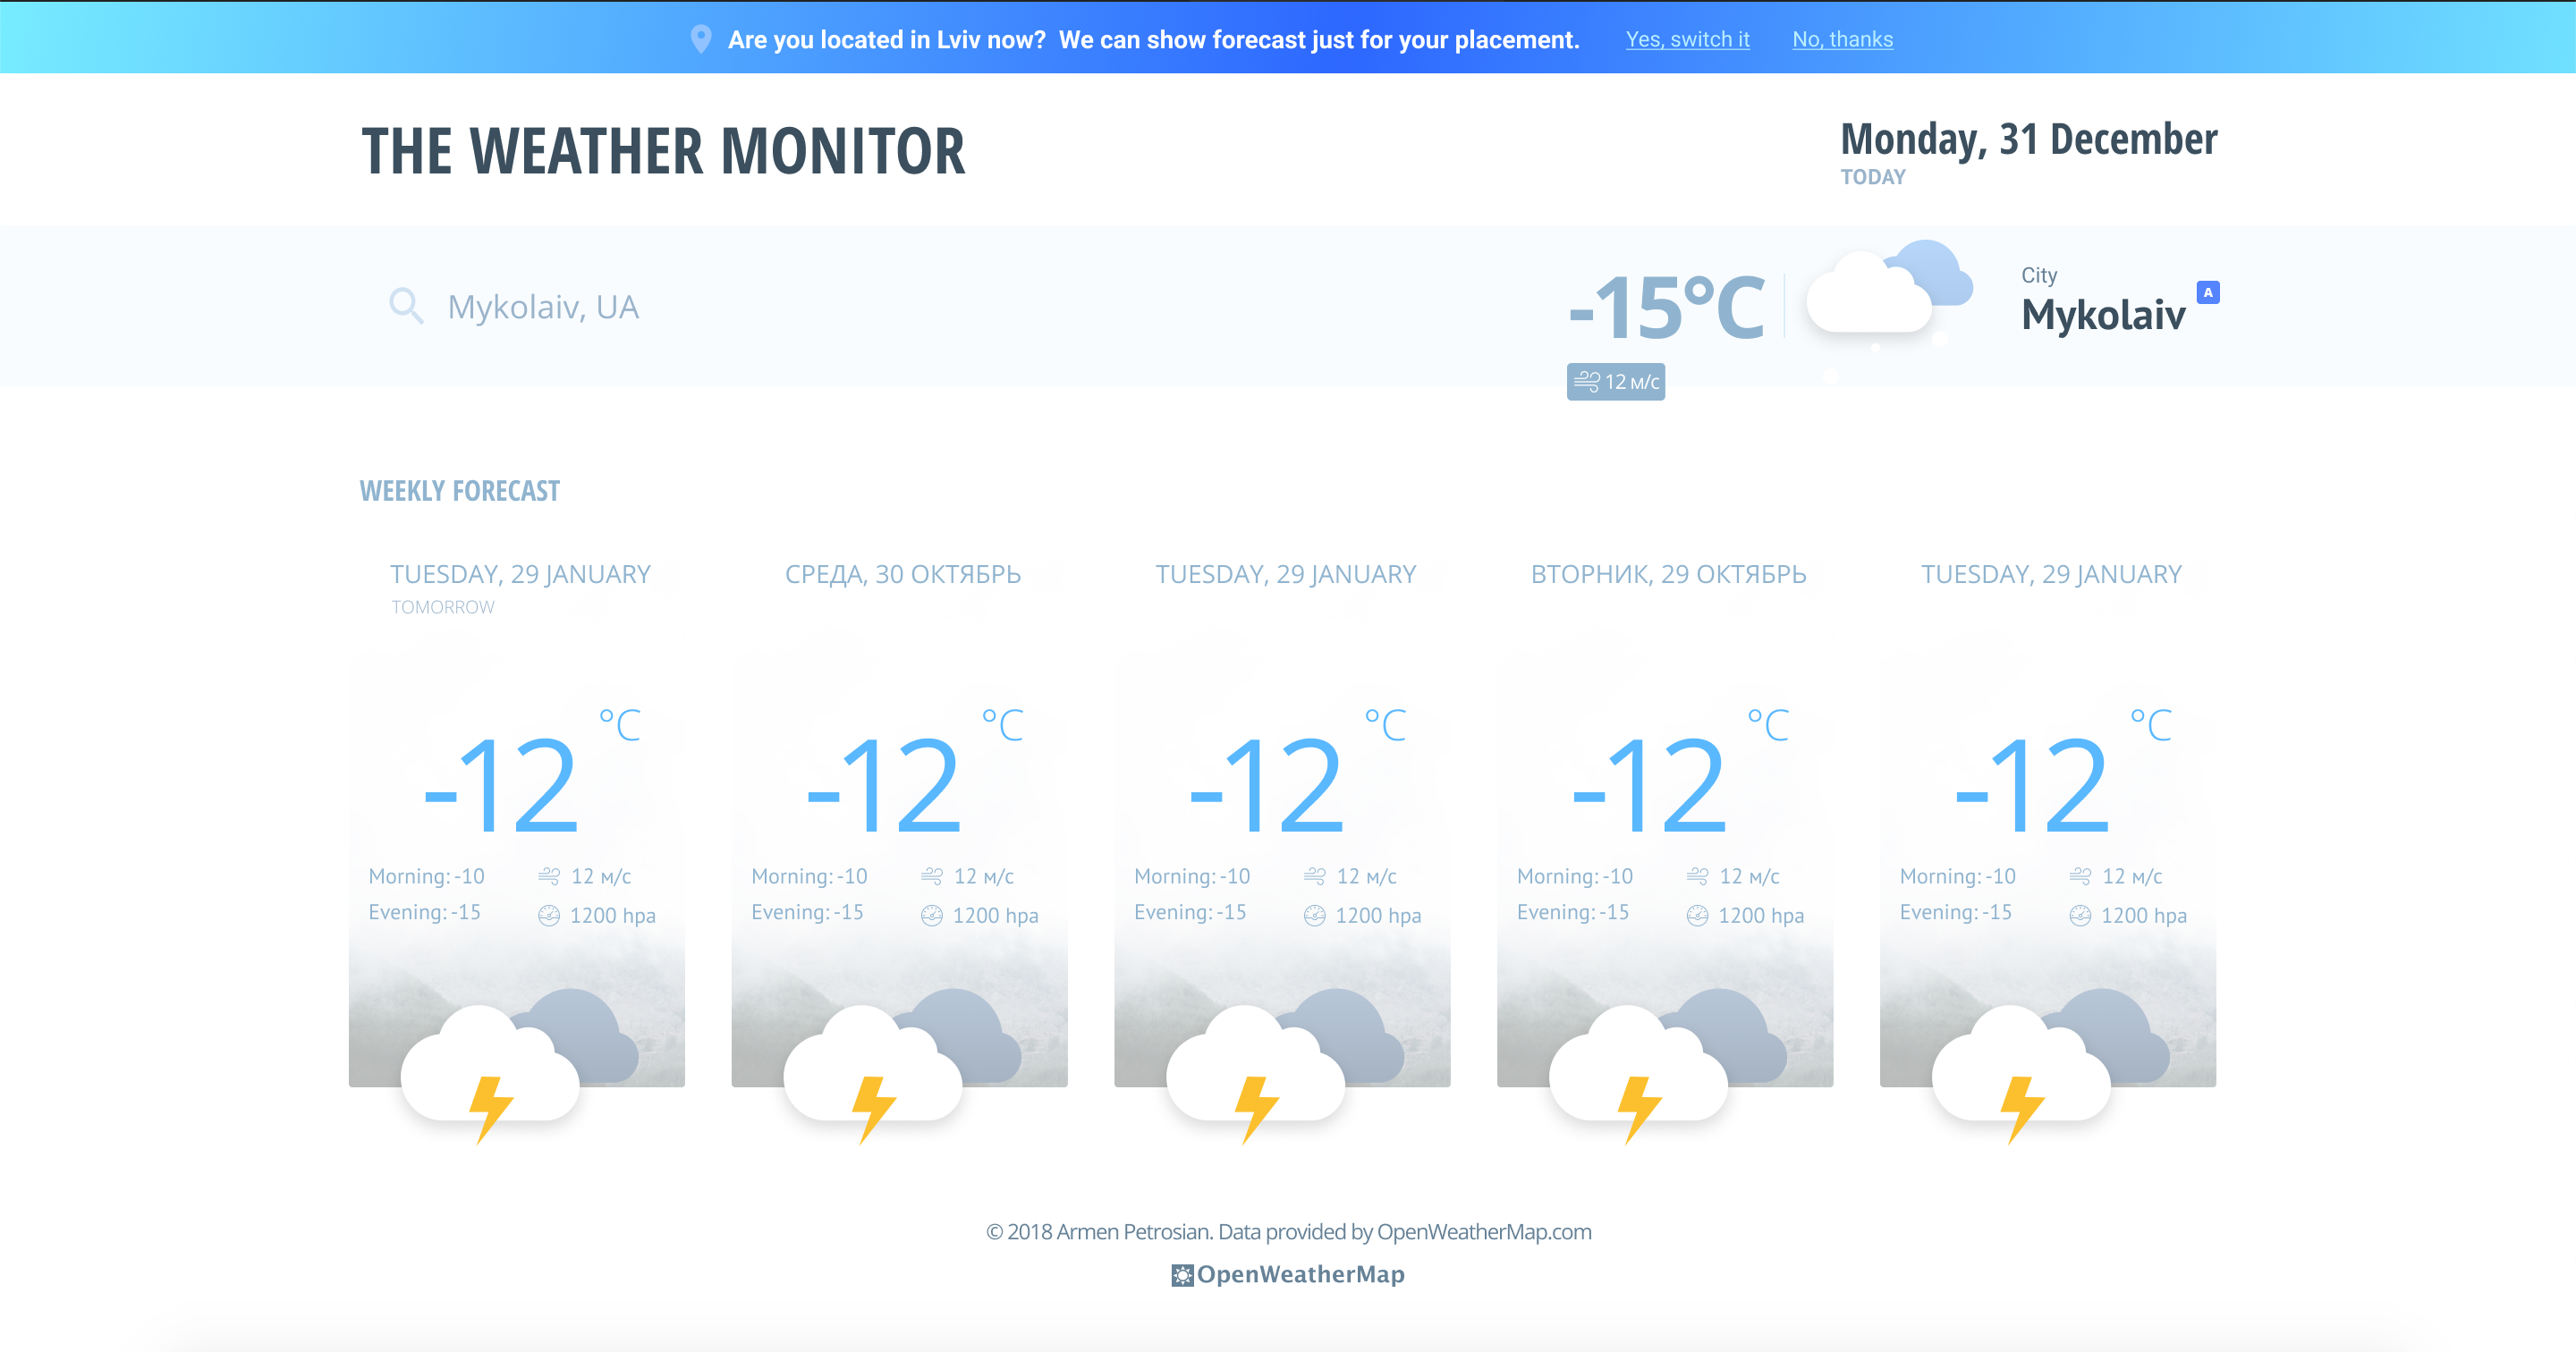 Are you located in Lviv now?  We can show forecast just for your placement. Yes, switch it No, thanks
THE WEATHER MONITOR
Monday, 31 December
TODAY
Mykolaiv, UA
-15°C
12 м/с
City
Mykolaiv
A
WEEKLY FORECAST
TUESDAY, 29 JANUARY
TOMORROW
-12 °C
Morning: -10
Evening: -15
12 м/с
1200 hpa
СРЕДА, 30 ОКТЯБРЬ
-12 °C
Morning: -10
Evening: -15
12 м/с
1200 hpa
TUESDAY, 29 JANUARY
-12 °C
Morning: -10
Evening: -15
12 м/с
1200 hpa
ВТОРНИК, 29 ОКТЯБРЬ
-12 °C
Morning: -10
Evening: -15
12 м/с
1200 hpa
TUESDAY, 29 JANUARY
-12 °C
Morning: -10
Evening: -15
12 м/с
1200 hpa
© 2018 Armen Petrosian. Data provided by OpenWeatherMap.com
OpenWeatherMap